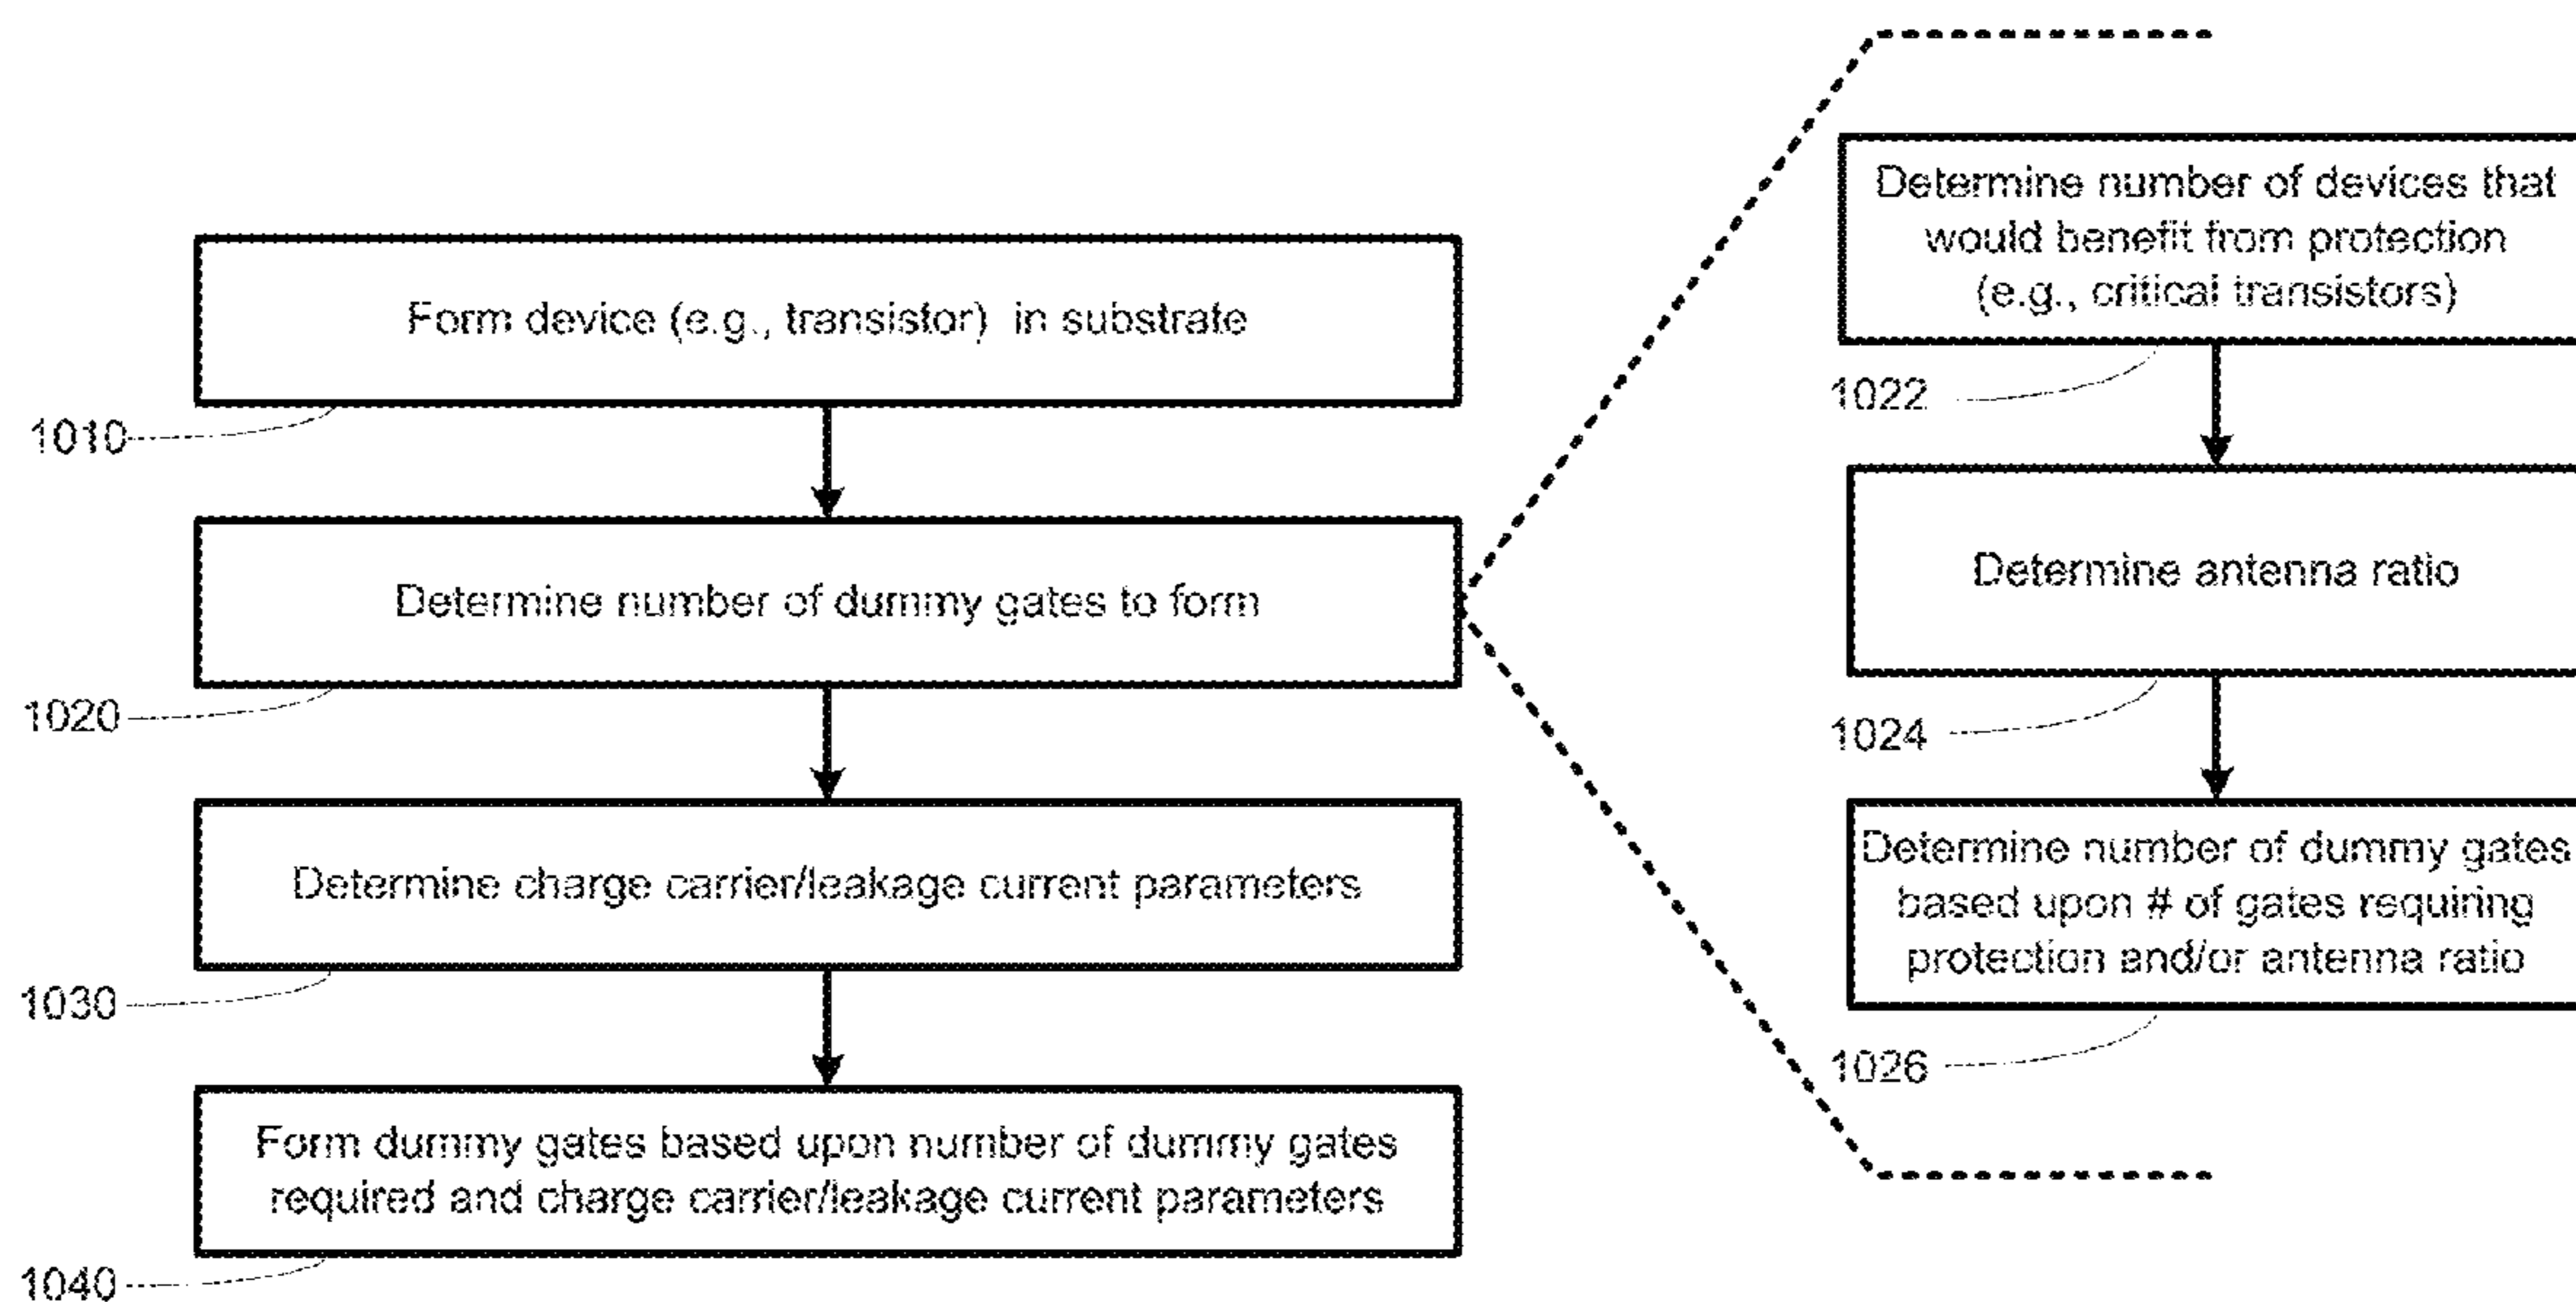 Form device (e.g., transistor) in substrate
1010
Determine number of dummy gates to form
1020
Determine charge carrier/leakage current parameters
1030
Form dummy gates based upon number of dummy gates
required and charge carrier/leakage current parameters
1040
Determine number of devices that
would benefit from protection
(e.g., critical transistors)
1022
Determine antenna ratio
1024
Determine number of dummy gates
based upon # of gates requiring
protection and/or antenna ratio
1026